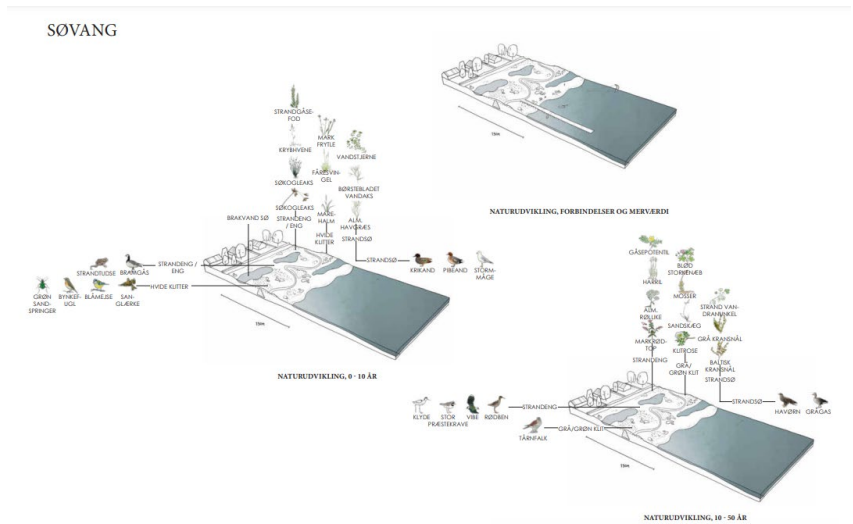 SØVANG
STRANDGÅSE-
FOD
KRYBHVENE
SØKOGLEAKS
SØKOGLEAKS
STRANDENG
/ ENG
MARK
FRYTLE
FÅRESVIN-
GEL
MARE-
HALM
HVIDE
KLITTER
VANDSTJERNE
BØRSTEBLADET
VANDAKS
ALM.
HAVGRÆS
STRANDSØ
BRAKVAND SØ
STRANDTUDSE
BRAMGÅS
STRANDENG /
ENG
GRØN
SAND-
SPRINGER
BYNKEF-
UGL
BLÅMEJSE
SAN-
GLÆRKE
HVIDE KLITTER
STRANDSØ
KRIKAND
PIBEAND
STORM-
MÅGE
NATURUDVIKLING, 0 - 10 ÅR
NATURUDVIKLING, FORBINDELSER OG MERVÆRDI
GÅSEPOTENTIL
HARRIL
ALM.
RØLLIKE
MARKRØD-
TOP
STRANDENG
BLØD
STORKENÆB
MOSSER
SANDSKÆG
KLITROSE
GRÅ/
GRØN KLIT
STRAND VAN-
DRANUNKEL
GRÅ KRANSNÅL
BALTISK
KRANSNÅL
STRANDSØ
KLYDE
STOR
PRÆSTEKRAVE
VIBE
RØDBEN
STRANDENG
TÅRNFALK
GRÅ/GRØN KLIT
STRANDSØ
HAVØRN
GRÅGÅS
NATURUDVIKLING, 10 - 50 ÅR